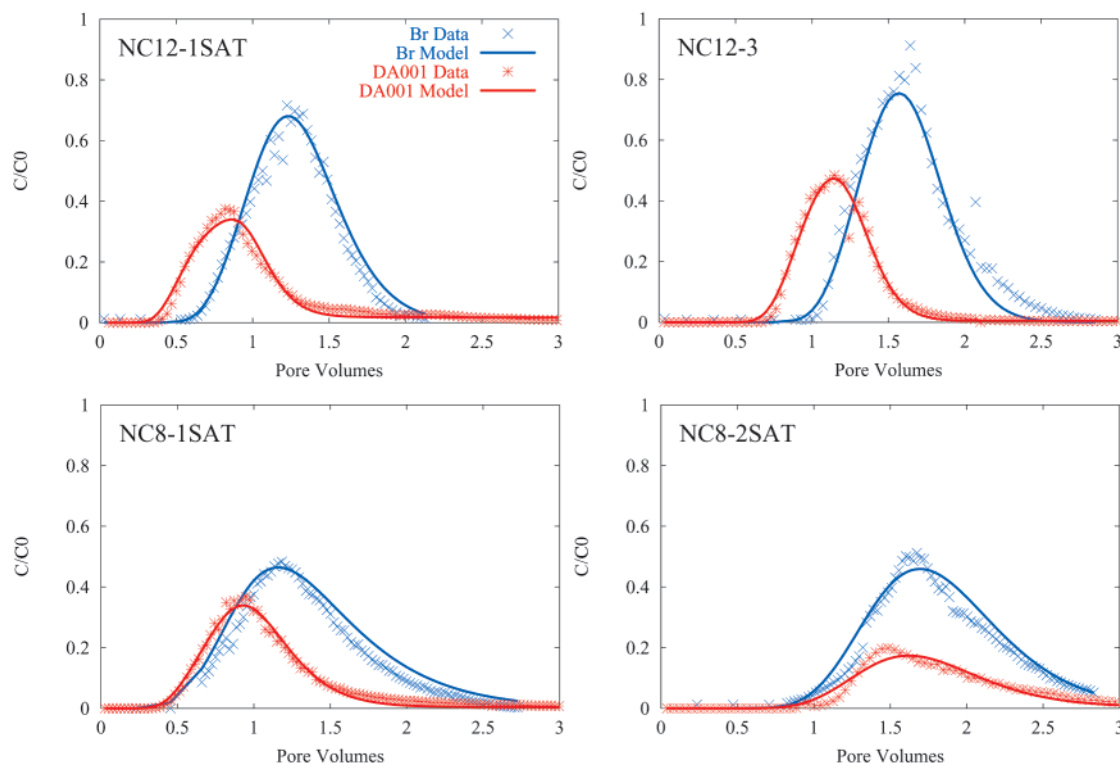 NC12-1SAT
Br Data
Br Model
DA001 Data
DA001 Model
C/C0
1
0.8
0.6
0.4
0.2
0
0 0.5 1 1.5 2 2.5 3
Pore Volumes
NC12-3
C/C0
1
0.8
0.6
0.4
0.2
0
0 0.5 1 1.5 2 2.5 3
Pore Volumes
NC8-1SAT
C/C0
1
0.8
0.6
0.4
0.2
0
0 0.5 1 1.5 2 2.5 3
Pore Volumes
NC8-2SAT
C/C0
1
0.8
0.6
0.4
0.2
0
0 0.5 1 1.5 2 2.5 3
Pore Volumes